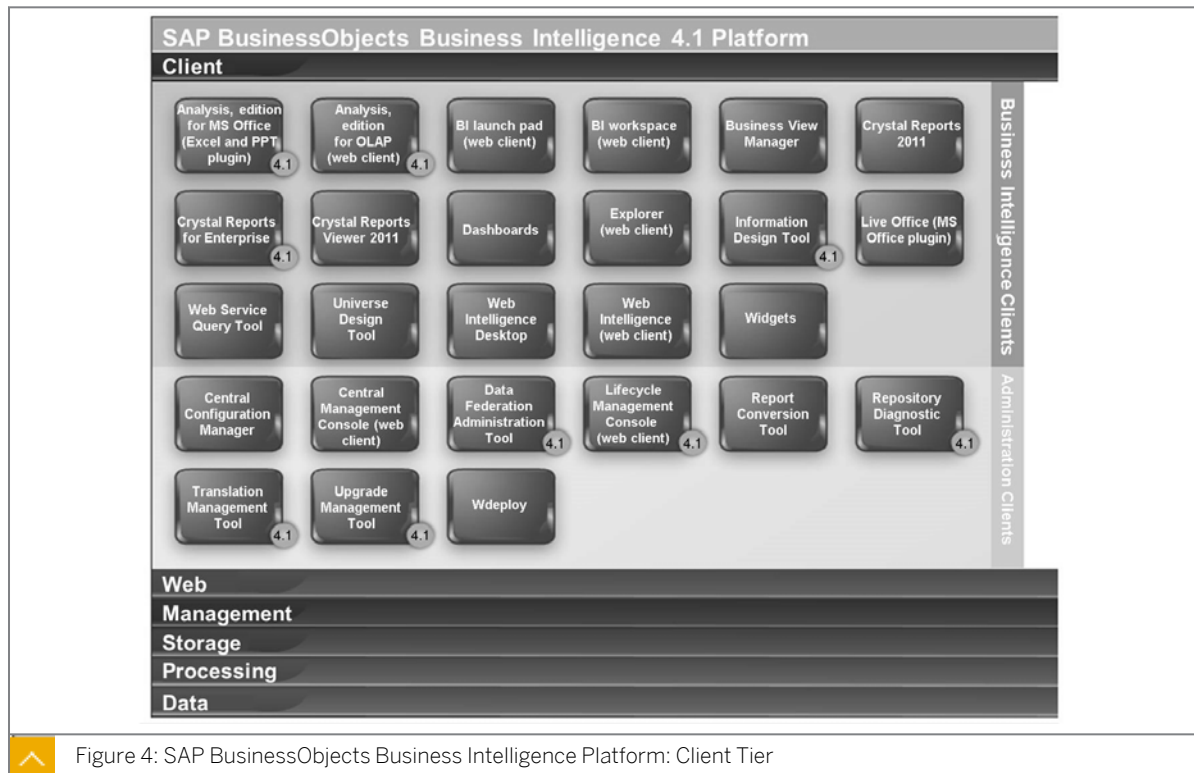 SAP BusinessObjects Business Intelligence 4.1 Platform
Client
Analysis, edition
for MS Office
(Excel and PPT
plugin)
4.1
Analysis,
edition
for OLAP
(web client)
4.1
BI launch pad
(web client)
BI workspace
(web client)
Business View
Manager
Crystal Reports
2011
Crystal Reports
for Enterprise
4.1
Crystal Reports
Viewer 2011
Dashboards
Explorer
(web client)
Information
Design Tool
4.1
Live Office (MS
Office plugin)
Web Service
Query Tool
Universe
Design
Tool
Web
Intelligence
Desktop
Web
Intelligence
(web client)
Widgets
Business Intelligence Clients
Central
Configuration
Manager
Central
Management
Console (web
client)
Data
Federation
Administration
Tool
4.1
Lifecycle
Management
Console
(web client)
4.1
Report
Conversion
Tool
Repository
Diagnostic
Tool
4.1
Translation
Management
Tool
4.1
Upgrade
Management
Tool
4.1
Wdeploy
Administration Clients
Web
Management
Storage
Processing
Data
Figure 4: SAP BusinessObjects Business Intelligence Platform: Client Tier